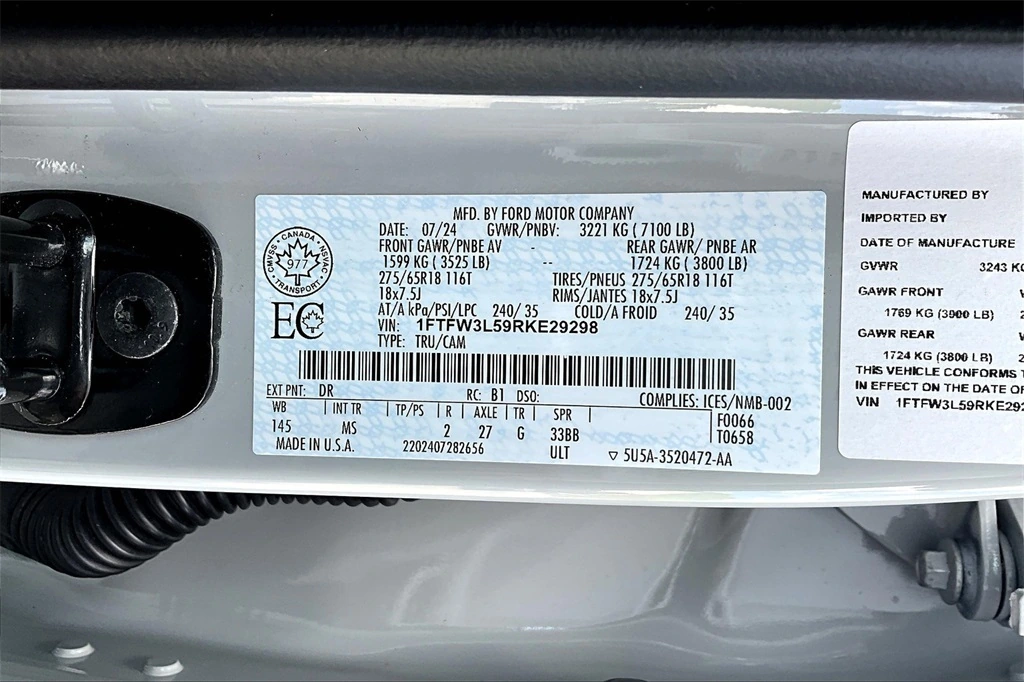 MFD. BY FORD MOTOR COMPANY
DATE: 07/24 GVWR/PNBV: 3221 KG ( 7100 LB)
FRONT GAWR/PNBE AV - REAR GAWR/ PNBE AR
1599 KG ( 3525 LB) -- 1724 KG ( 3800 LB)
275/65R18 116T TIRES/PNEUS 275/65R18 116T
18x7.5J RIMS/JANTES 18x7.5J
AT/A kPa/PSI/LPC 240/ 35 COLD/A FROID 240/ 35
VIN: 1FTFW3L59RKE29298
TYPE: TRU/CAM
CANADA
CMVSS NSVAC
977
TRANSPORT
EC
EXT PNT: DR RC: B1 DSO: COMPLIES: ICES/NMB-002
WB INT TR TP/PS R AXLE TR SPR F0066
145 MS 2 27 G 33BB T0658
MADE IN U.S.A. 2202407282656 ULT ▽ 5U5A-3520472-AA
MANUFACTURED BY
IMPORTED BY
DATE OF MANUFACTURE
GVWR 3243 KG
GAWR FRONT
1769 KG (3900 LB)
GAWR REAR
1724 KG (3800 LB)
THIS VEHICLE CONFORMS
IN EFFECT ON THE DATE OF
VIN 1FTFW3L59RKE29